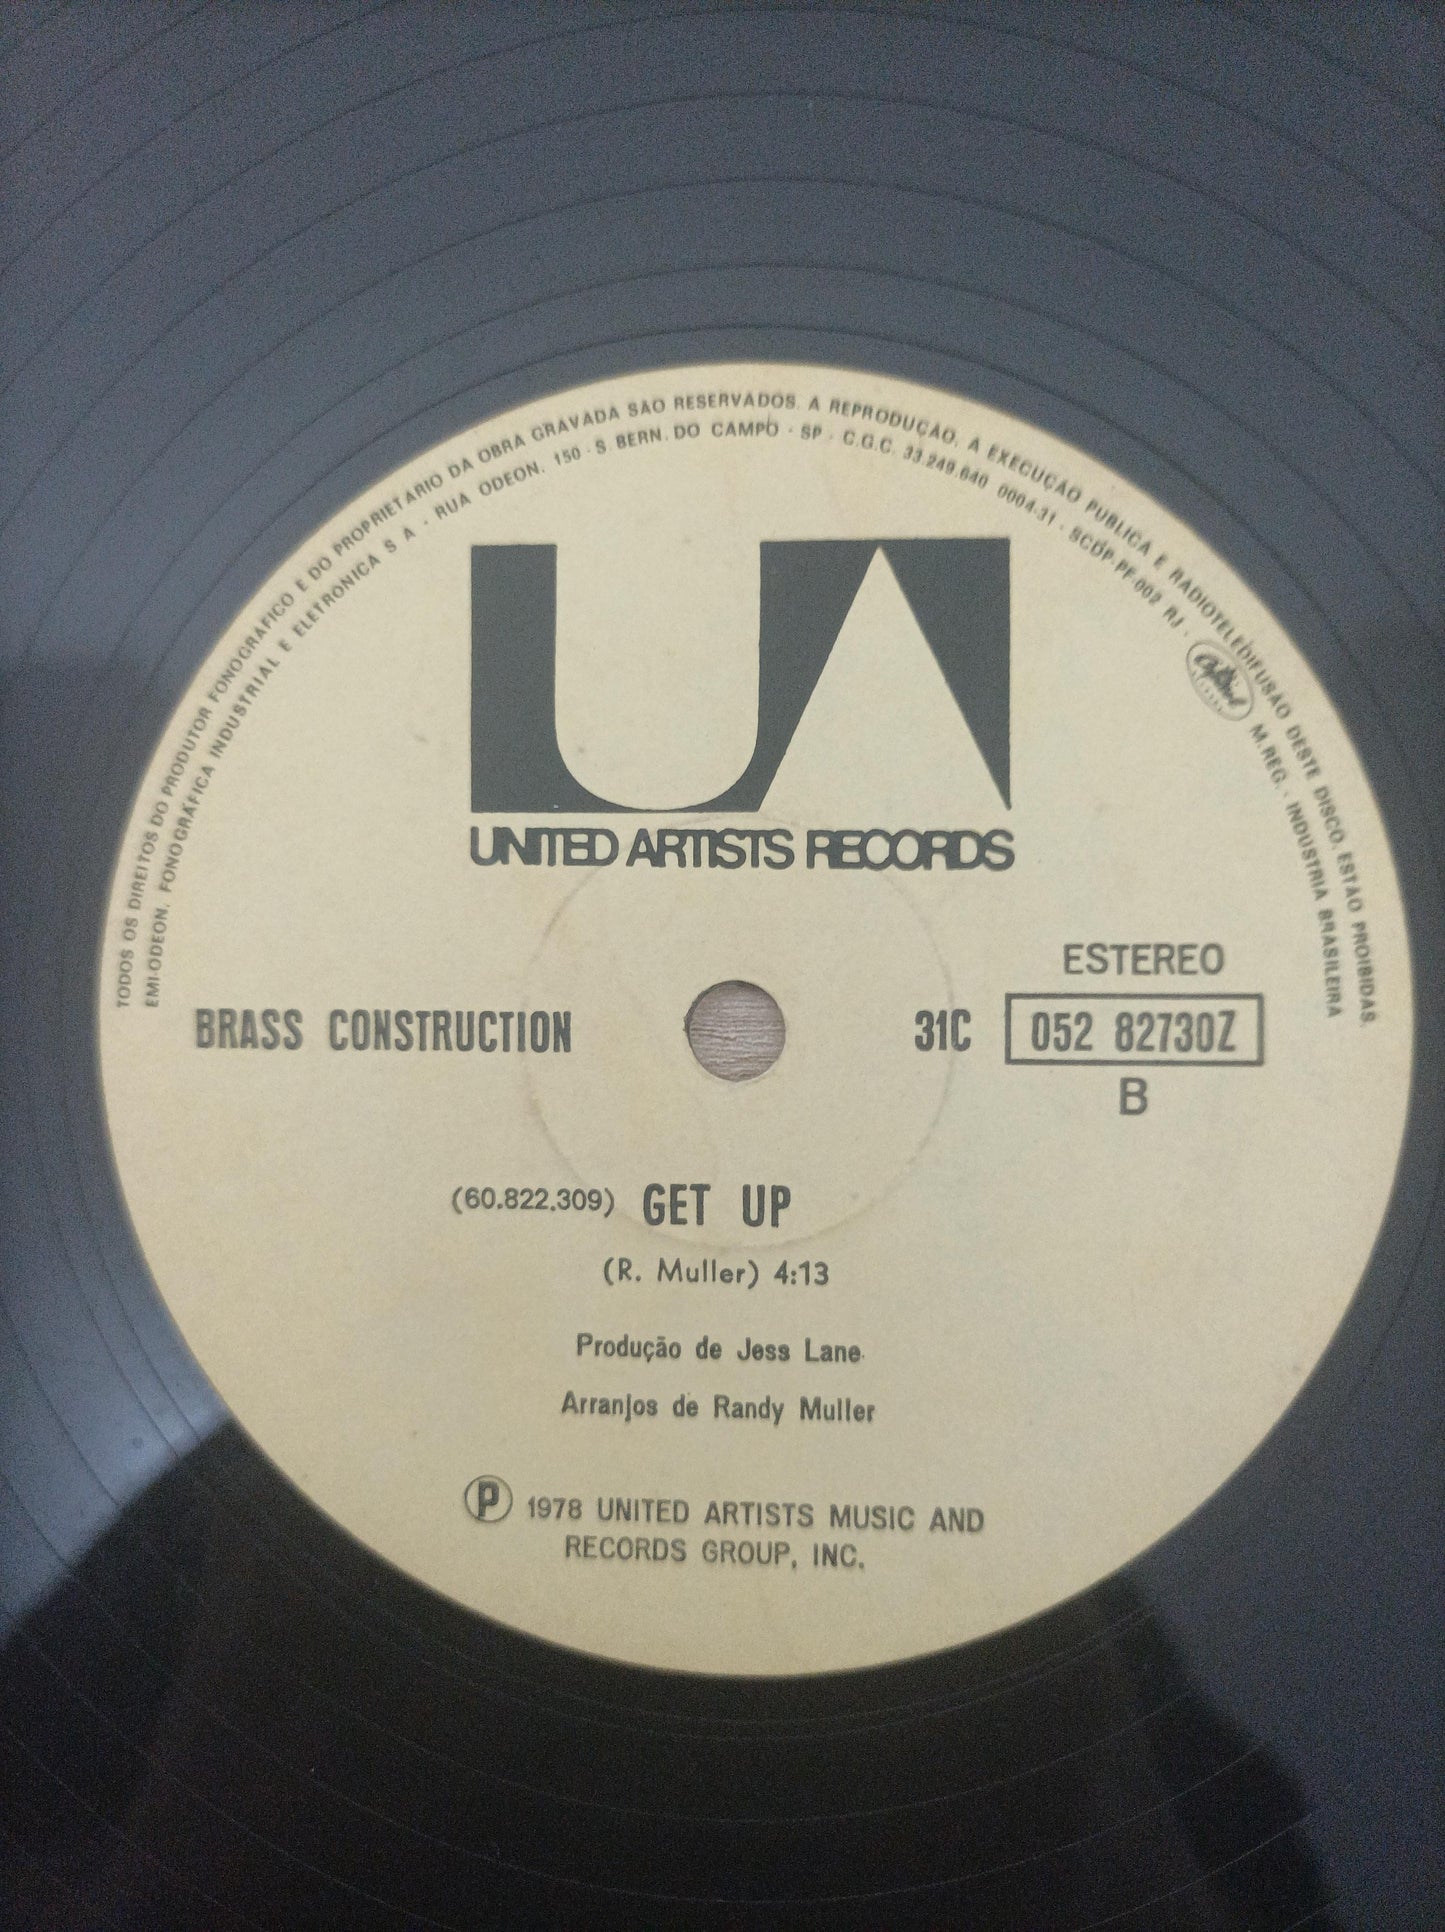 TODOS OS DIREITOS DO PRODUTOR FONOGRÁFICO E DO PROPRIETARIO DA OBRA GRAVADA SÃO RESERVADOS. A REPRODUÇÃO, A EXECUÇÃO PUBLICA E RADIOTELEDIFUSÃO DESTE DISCO, ESTÃO PROIBIDAS.
EMI-ODEON, FONOGRÁFICA INDUSTRIAL E ELETRÔNICA S A - RUA ODEON, 150 - S. BERN. DO CAMPO - SP - C.G.C. 33.249.640 0004-31 - SCDP-PF-002 RJ - Capitol M. REG. - INDUSTRIA BRASILEIRA
UA
UNITED ARTISTS RECORDS
ESTEREO
BRASS CONSTRUCTION 31C 052 82730Z
B
(60.822.309) GET UP
(R. Muller) 4:13
Produção de Jess Lane
Arranjos de Randy Muller
Ⓟ 1978 UNITED ARTISTS MUSIC AND
RECORDS GROUP, INC.